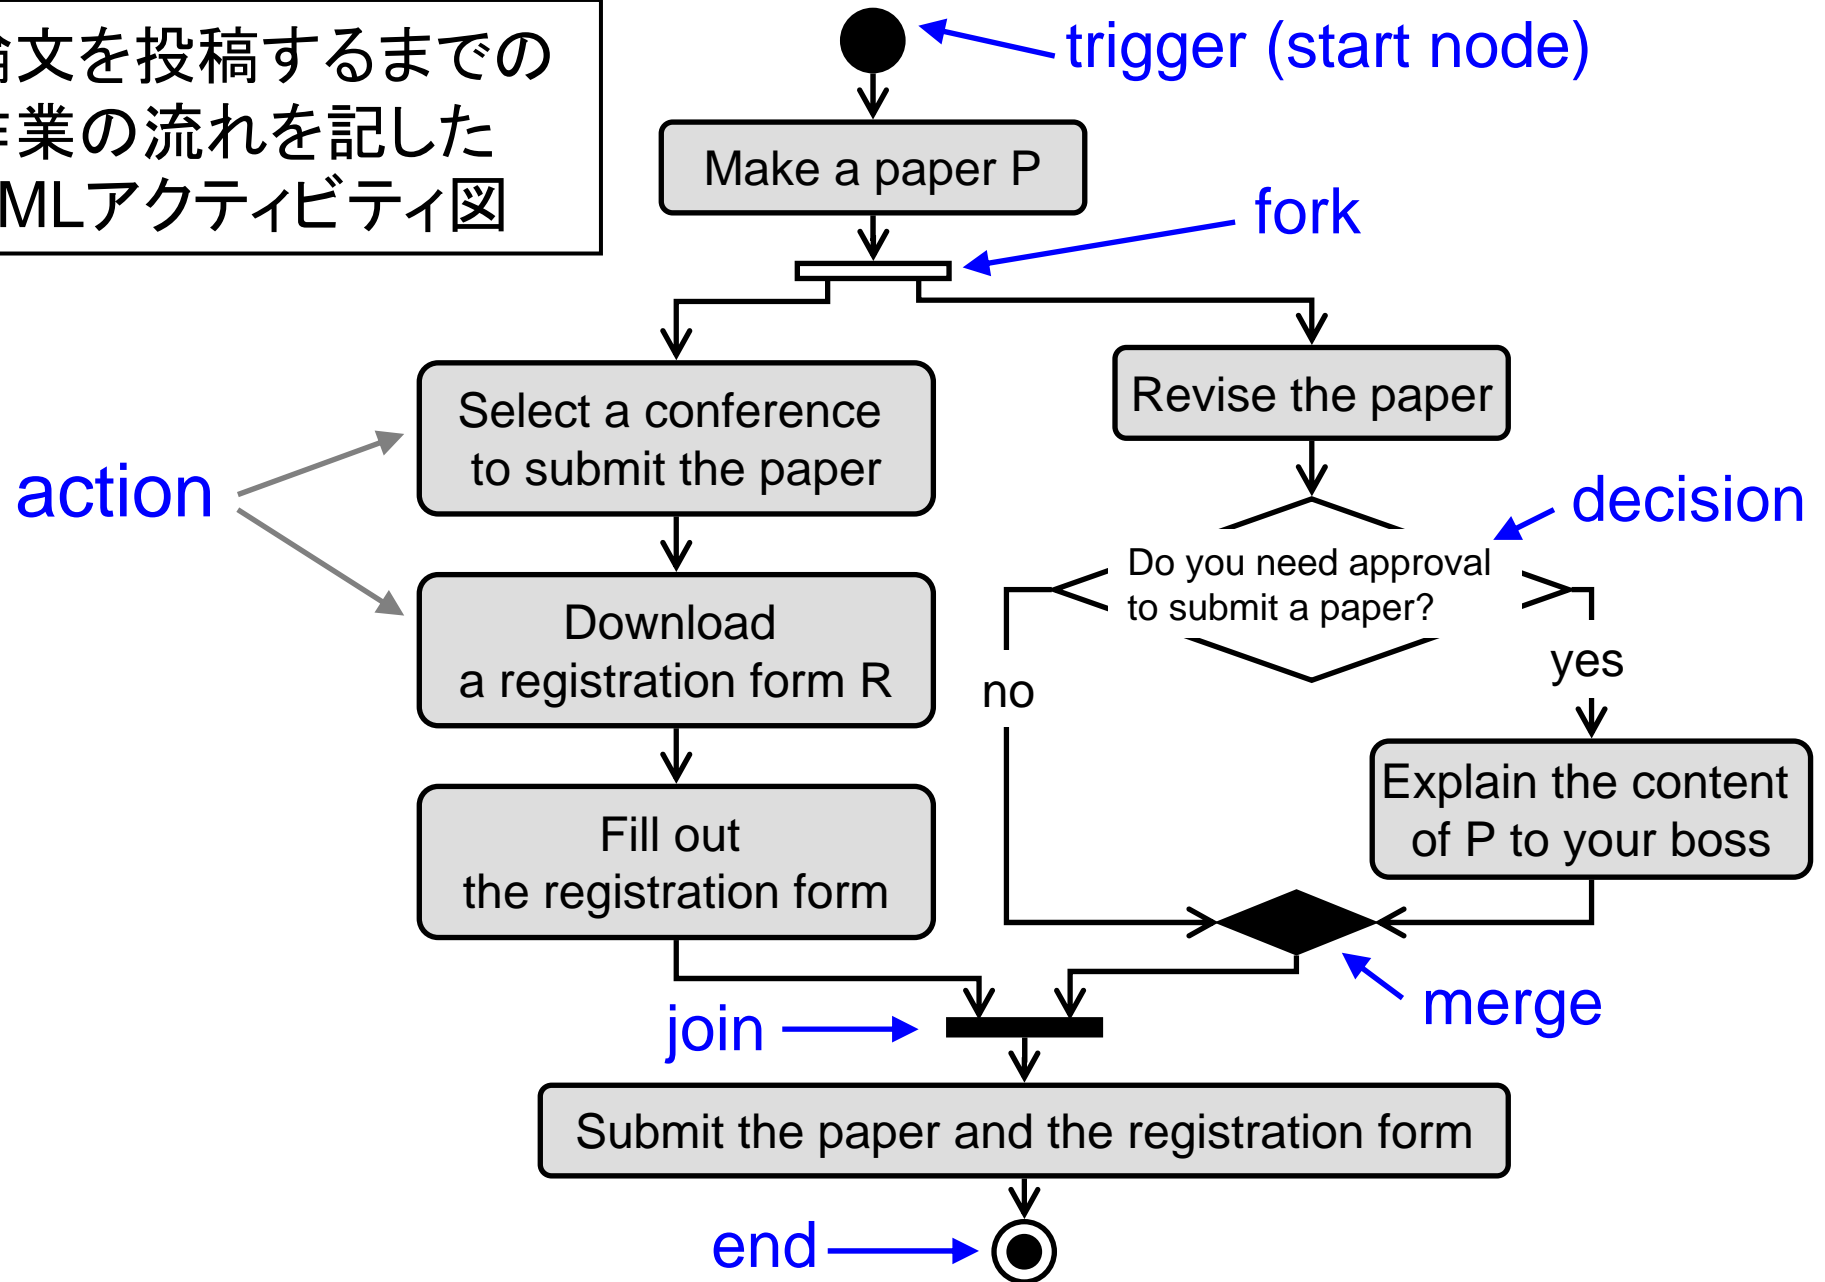 文を投稿するまでの
業の流れを記した
MLアクティビティ図
trigger (start node)
Make a paper P
fork
Select a conference
to submit the paper
Revise the paper
action
decision
Do you need approval
to submit a paper?
Download
a registration form R
no
yes
Explain the content
of P to your boss
Fill out
the registration form
merge
join
Submit the paper and the registration form
end